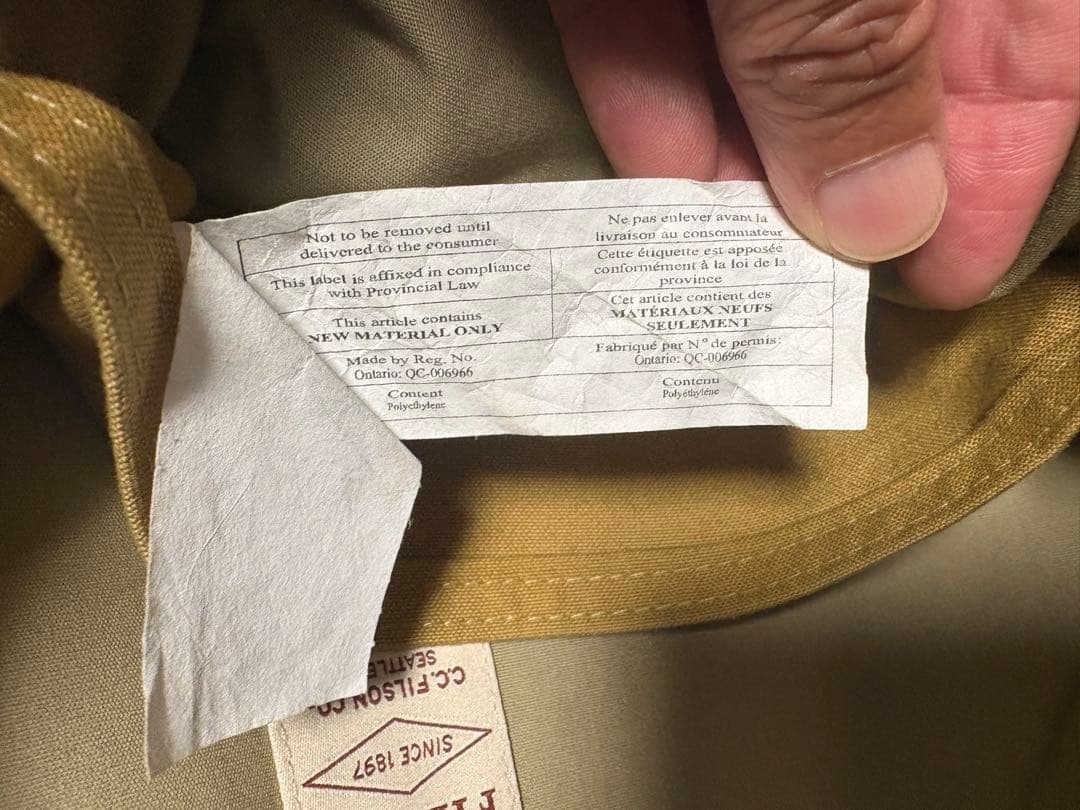 Not to be removed until
delivered to the consumer
This label is affixed in compliance
with Provincial Law
This article contains
NEW MATERIAL ONLY
Made by Reg. No.
Ontario: QC-006966
Content
Polyethylene
Ne pas enlever avant la
livraison au consommateur
Cette étiquette est apposée
conformément à la loi de la
province
Cet article contient des
MATÉRIAUX NEUFS
SEULEMENT
Fabriqué par N° de permis:
Ontario: QC-006966
Contenu
Polyéthylène
SINCE 1897
C.C. FILSON CO.
SEATTLE